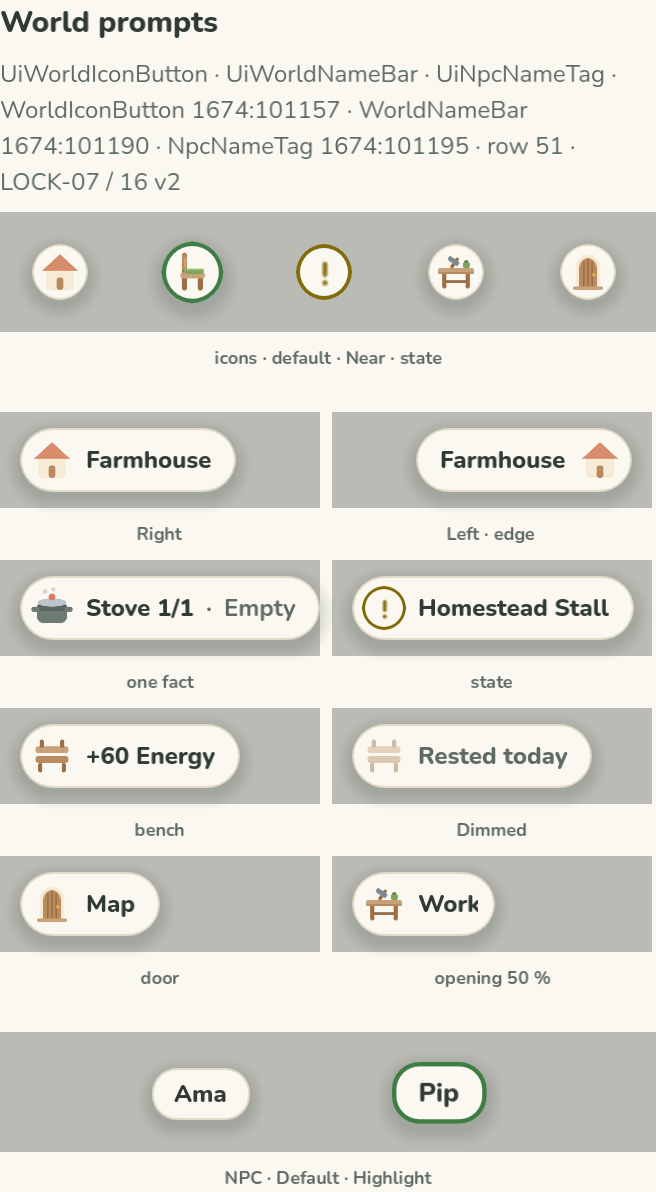 World prompts
UiWorldIconButton · UiWorldNameBar · UiNpcNameTag ·
WorldIconButton 1674:101157 · WorldNameBar
1674:101190 · NpcNameTag 1674:101195 · row 51 ·
LOCK-07 / 16 v2
!
icons · default · Near · state
Farmhouse
Farmhouse
Right
Left · edge
Stove 1/1 · Empty
! Homestead Stall
one fact
state
+60 Energy
Rested today
bench
Dimmed
Map
Work
door
opening 50 %
Ama
Pip
NPC · Default · Highlight